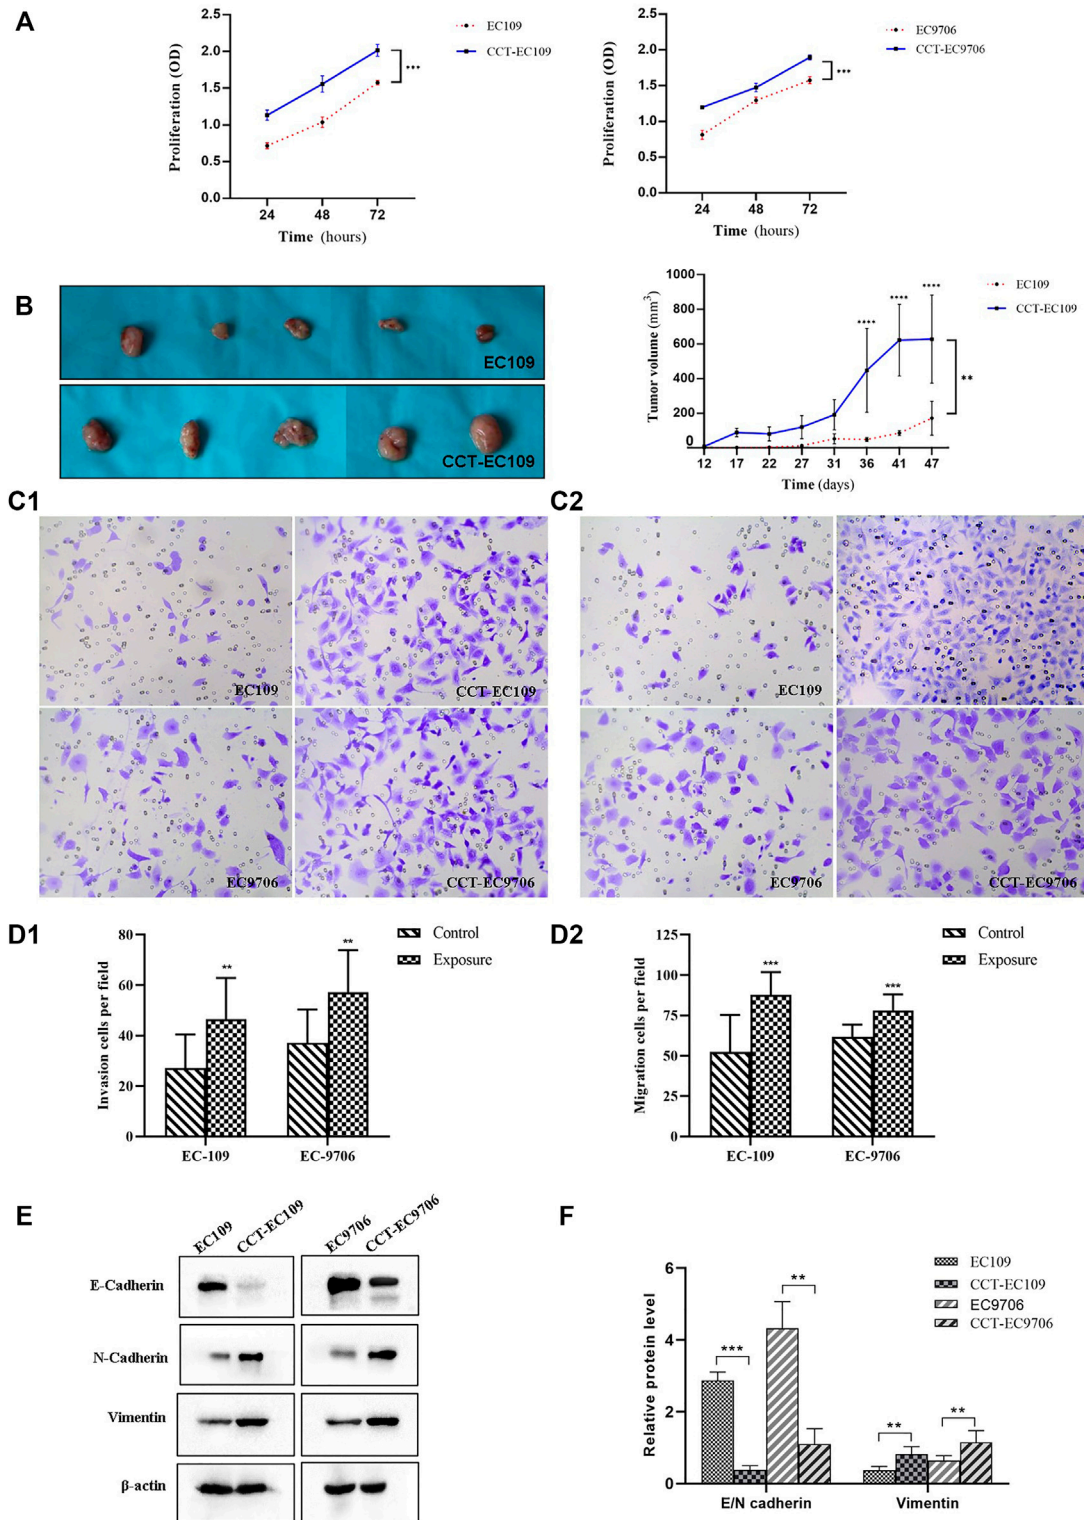 A
2.5
2.0
1.5
1.0
0.5
0.0
Proliferation (OD)
24 48 72
Time (hours)
EC109
CCT-EC109
***
2.5
2.0
1.5
1.0
0.5
0.0
Proliferation (OD)
24 48 72
Time (hours)
EC9706
CCT-EC9706
***
B
EC109
CCT-EC109
1000
800
600
400
200
0
Tumor volume (mm³)
12 17 22 27 31 36 41 47
Time (days)
EC109
CCT-EC109
**** **** ****
**
C1
EC109
CCT-EC109
EC9706
CCT-EC9706
C2
EC109
EC9706
CCT-EC9706
D1
80
60
40
20
0
Invasion cells per field
** **
EC-109 EC-9706
Control
Exposure
D2
125
100
75
50
25
0
Migration cells per field
*** ***
EC-109 EC-9706
Control
Exposure
E
EC109 CCT-EC109 EC9706 CCT-EC9706
E-Cadherin
N-Cadherin
Vimentin
β-actin
F
6
4
2
0
Relative protein level
*** ** ** **
E/N cadherin Vimentin
EC109
CCT-EC109
EC9706
CCT-EC9706